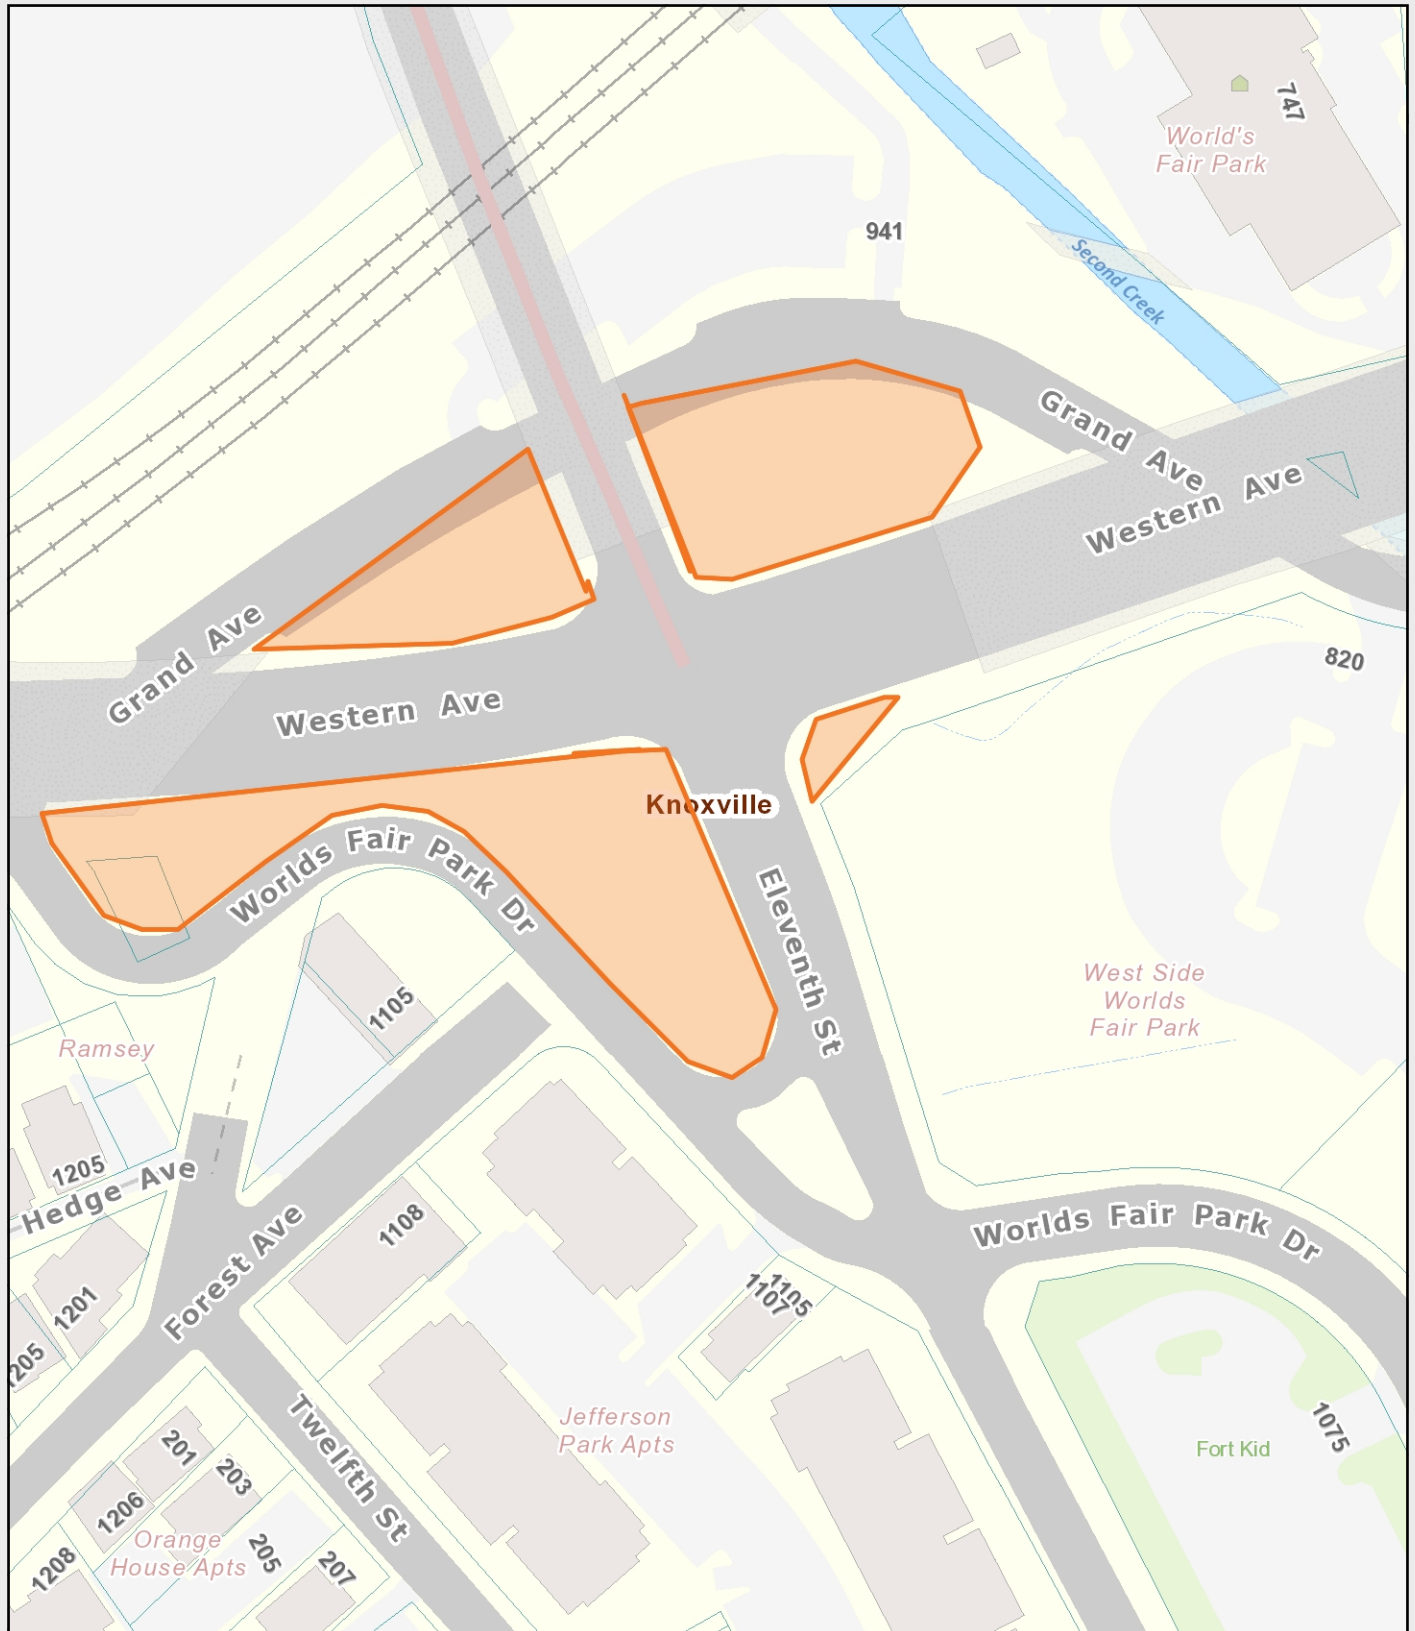 747
World's
Fair Park
941
Second Creek
Grand Ave
Western Ave
Grand Ave
820
Western Ave
Knoxville
Worlds Fair Park Dr
Eleventh St
West Side
Worlds
Fair Park
1105
Ramsey
1205
Hedge Ave
1108
Worlds Fair Park Dr
Forest Ave
1201
1105
1107
205
Twelfth St
Jefferson
Park Apts
1075
Fort Kid
201
203
1206
Orange
House Apts
205
207
1208